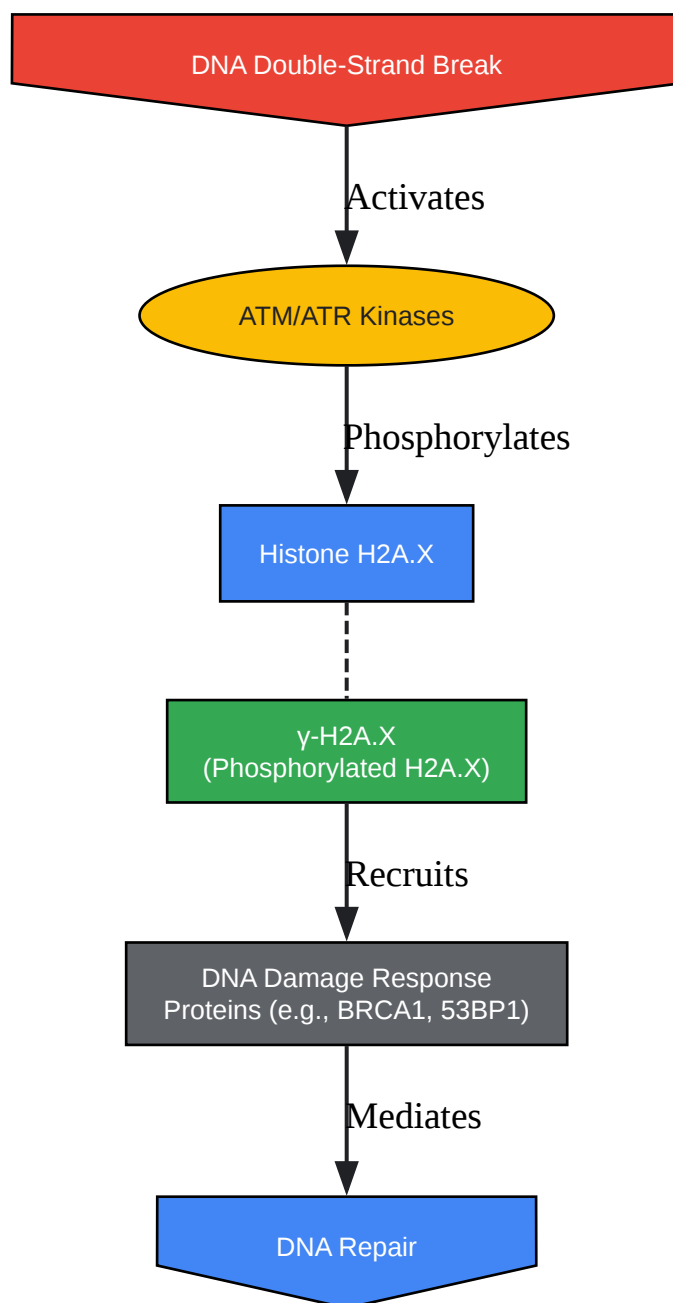 DNA Double-Strand Break
Activates
ATM/ATR Kinases
Phosphorylates
Histone H2A.X
γ-H2A.X
(Phosphorylated H2A.X)
Recruits
DNA Damage Response
Proteins (e.g., BRCA1, 53BP1)
Mediates
DNA Repair